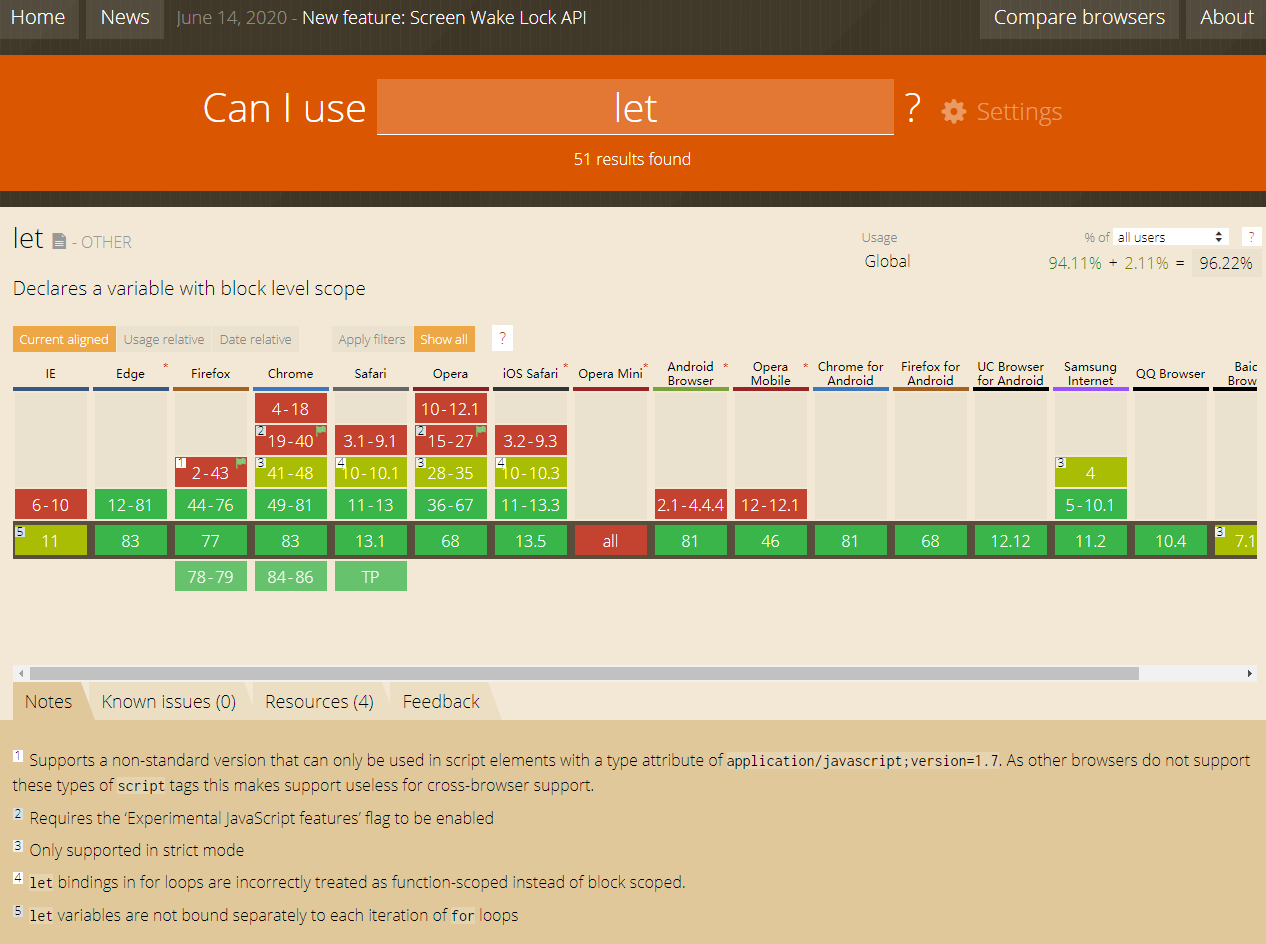 Home News June 14, 2020 - New feature: Screen Wake Lock API Compare browsers About
Can I use let ? Settings
51 results found
let - OTHER
Usage % of all users ?
Global 94.11% + 2.11% = 96.22%
Declares a variable with block level scope
Current aligned Usage relative Date relative Apply filters Show all ?
IE Edge * Firefox Chrome Safari Opera iOS Safari * Opera Mini * Android Browser * Opera Mobile * Chrome for Android Firefox for Android UC Browser for Android Samsung Internet QQ Browser
4-18 10-12.1
2 19-40 3.1-9.1 2 15-27 3.2-9.3
1 2-43 3 41-48 4 10-10.1 3 28-35 4 10-10.3 3 4
6-10 12-81 44-76 49-81 11-13 36-67 11-13.3 2.1-4.4.4 12-12.1 5-10.1
5 11 83 77 83 13.1 68 13.5 all 81 46 81 68 12.12 11.2 10.4 3 7.1
78-79 84-86 TP
Notes Known issues (0) Resources (4) Feedback
1 Supports a non-standard version that can only be used in script elements with a type attribute of application/javascript;version=1.7. As other browsers do not support
these types of script tags this makes support useless for cross-browser support.
2 Requires the ‘Experimental JavaScript features’ flag to be enabled
3 Only supported in strict mode
4 let bindings in for loops are incorrectly treated as function-scoped instead of block scoped.
5 let variables are not bound separately to each iteration of for loops